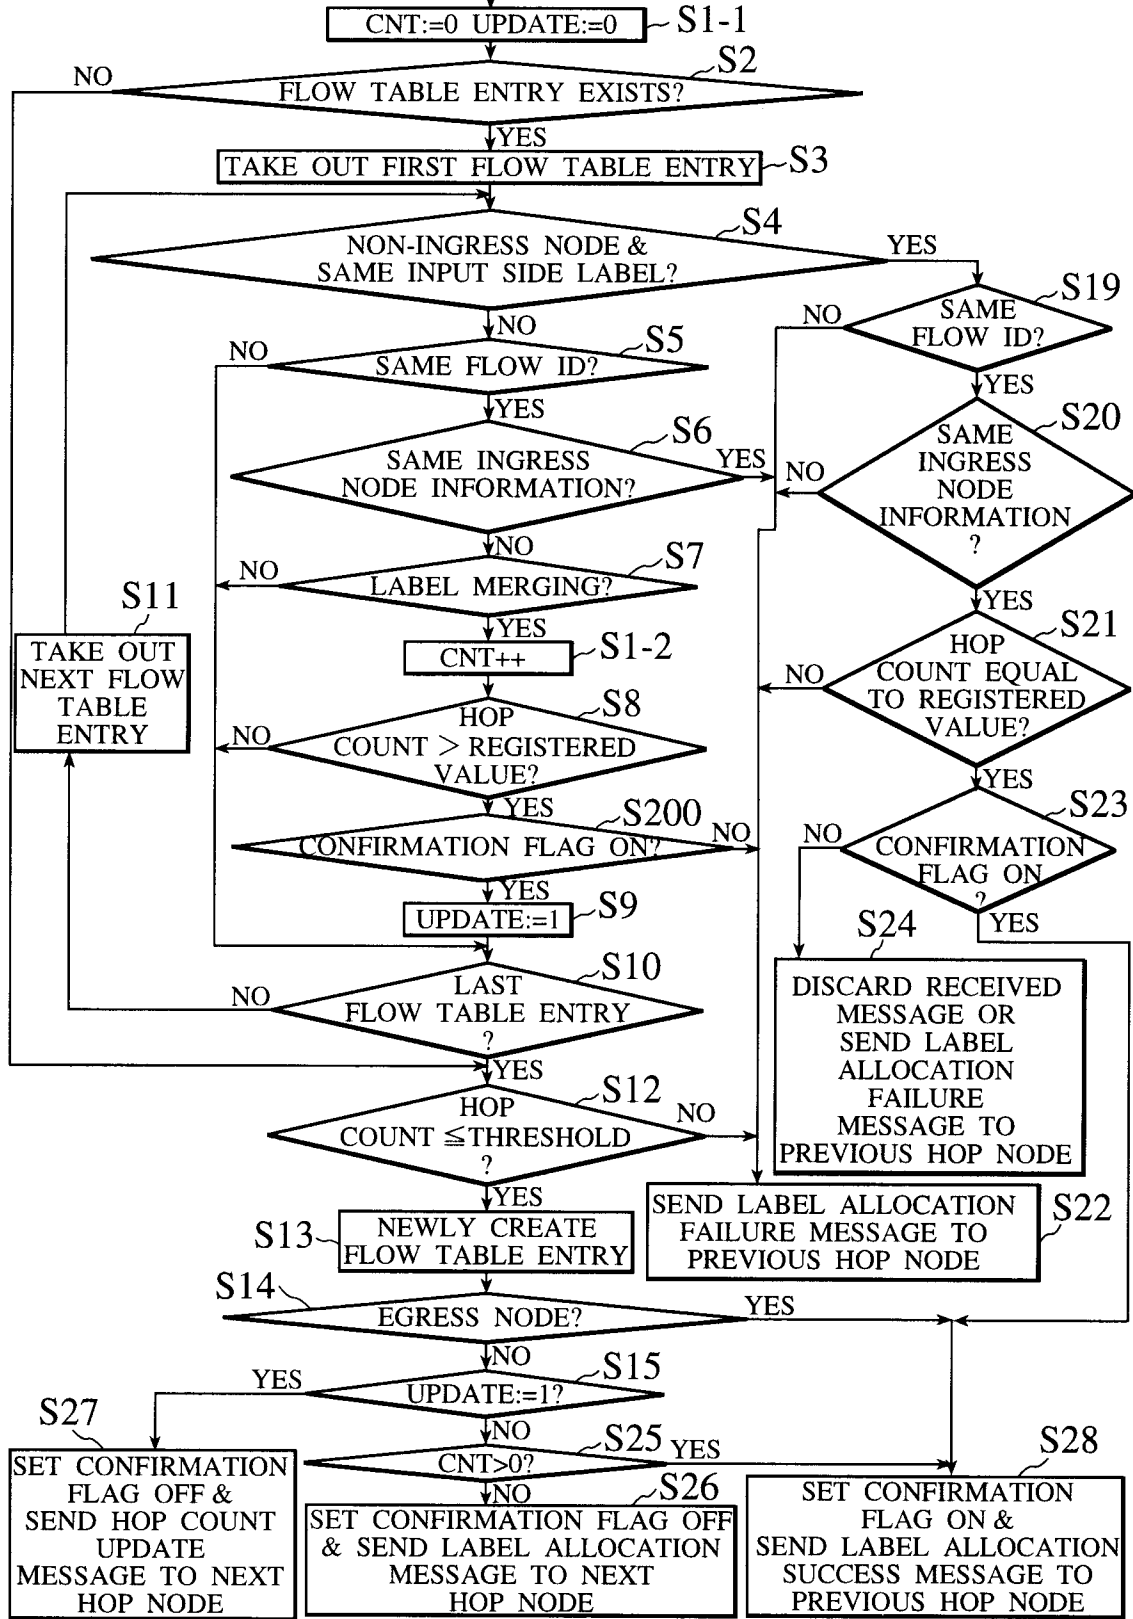 CNT:=0 UPDATE:=0
S1-1
S2
NO
FLOW TABLE ENTRY EXISTS?
YES
TAKE OUT FIRST FLOW TABLE ENTRY
S3
S4
NON-INGRESS NODE &
SAME INPUT SIDE LABEL?
YES
NO
S19
NO
SAME
FLOW ID?
YES
S5
NO
SAME FLOW ID?
YES
S6
SAME INGRESS
NODE INFORMATION?
YES
NO
S20
NO
SAME
INGRESS
NODE
INFORMATION
?
YES
S7
NO
LABEL MERGING?
YES
S11
TAKE OUT
NEXT FLOW
TABLE
ENTRY
CNT++
S1-2
S21
NO
HOP
COUNT EQUAL
TO REGISTERED
VALUE?
YES
S8
NO
HOP
COUNT > REGISTERED
VALUE?
YES
S200
CONFIRMATION FLAG ON?
NO
YES
S23
NO
CONFIRMATION
FLAG ON
?
YES
UPDATE:=1
S9
S24
DISCARD RECEIVED
MESSAGE OR
SEND LABEL
ALLOCATION
FAILURE
MESSAGE TO
PREVIOUS HOP NODE
S10
NO
LAST
FLOW TABLE ENTRY
?
YES
S12
HOP
COUNT ≦THRESHOLD
?
NO
YES
SEND LABEL ALLOCATION
FAILURE MESSAGE TO
PREVIOUS HOP NODE
S22
S13
NEWLY CREATE
FLOW TABLE ENTRY
S14
EGRESS NODE?
YES
NO
S15
YES
UPDATE:=1?
NO
S25
CNT>0?
YES
NO
S27
SET CONFIRMATION
FLAG OFF &
SEND HOP COUNT
UPDATE
MESSAGE TO NEXT
HOP NODE
S26
SET CONFIRMATION FLAG OFF
& SEND LABEL ALLOCATION
MESSAGE TO NEXT
HOP NODE
S28
SET CONFIRMATION
FLAG ON &
SEND LABEL ALLOCATION
SUCCESS MESSAGE TO
PREVIOUS HOP NODE